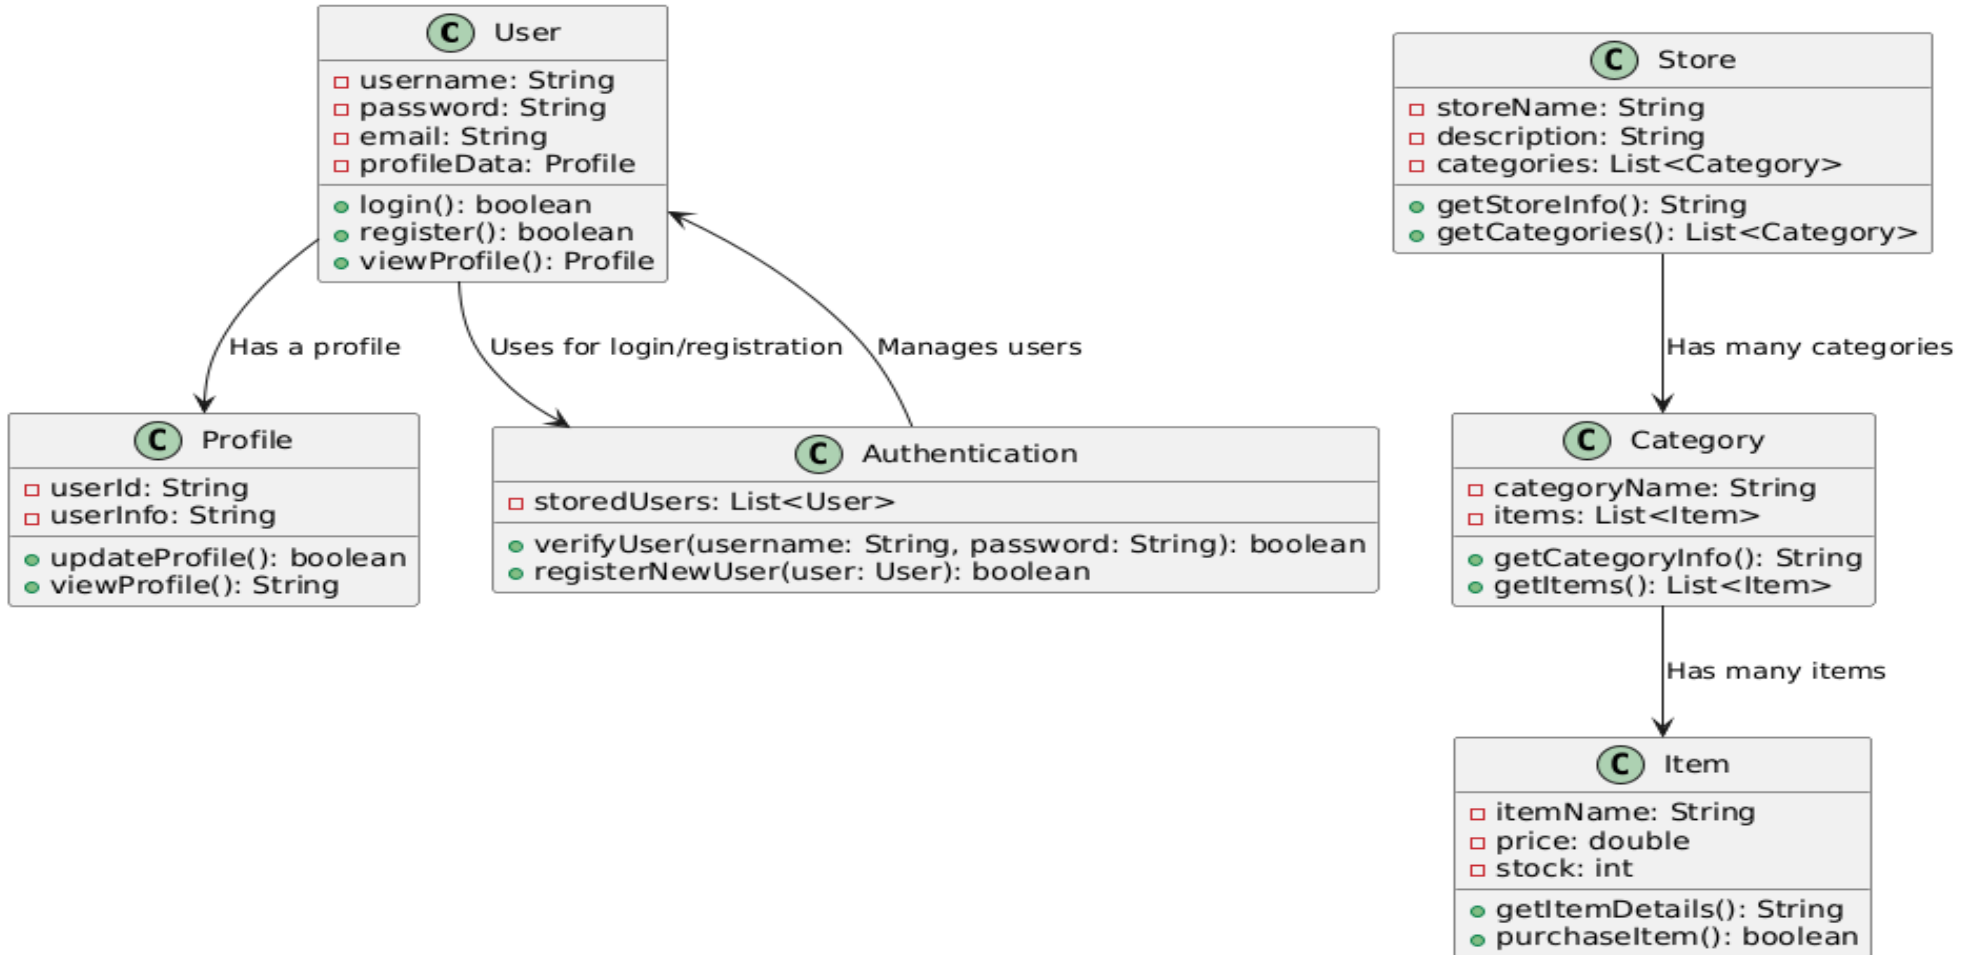 C User
username: String
password: String
email: String
profileData: Profile
login(): boolean
register(): boolean
viewProfile(): Profile
C Store
storeName: String
description: String
categories: List<Category>
getStoreInfo(): String
getCategories(): List<Category>
Has a profile
Uses for login/registration
Manages users
Has many categories
C Profile
userId: String
userInfo: String
updateProfile(): boolean
viewProfile(): String
C Authentication
storedUsers: List<User>
verifyUser(username: String, password: String): boolean
registerNewUser(user: User): boolean
C Category
categoryName: String
items: List<Item>
getCategoryInfo(): String
getItems(): List<Item>
Has many items
C Item
itemName: String
price: double
stock: int
getItemDetails(): String
purchaseItem(): boolean